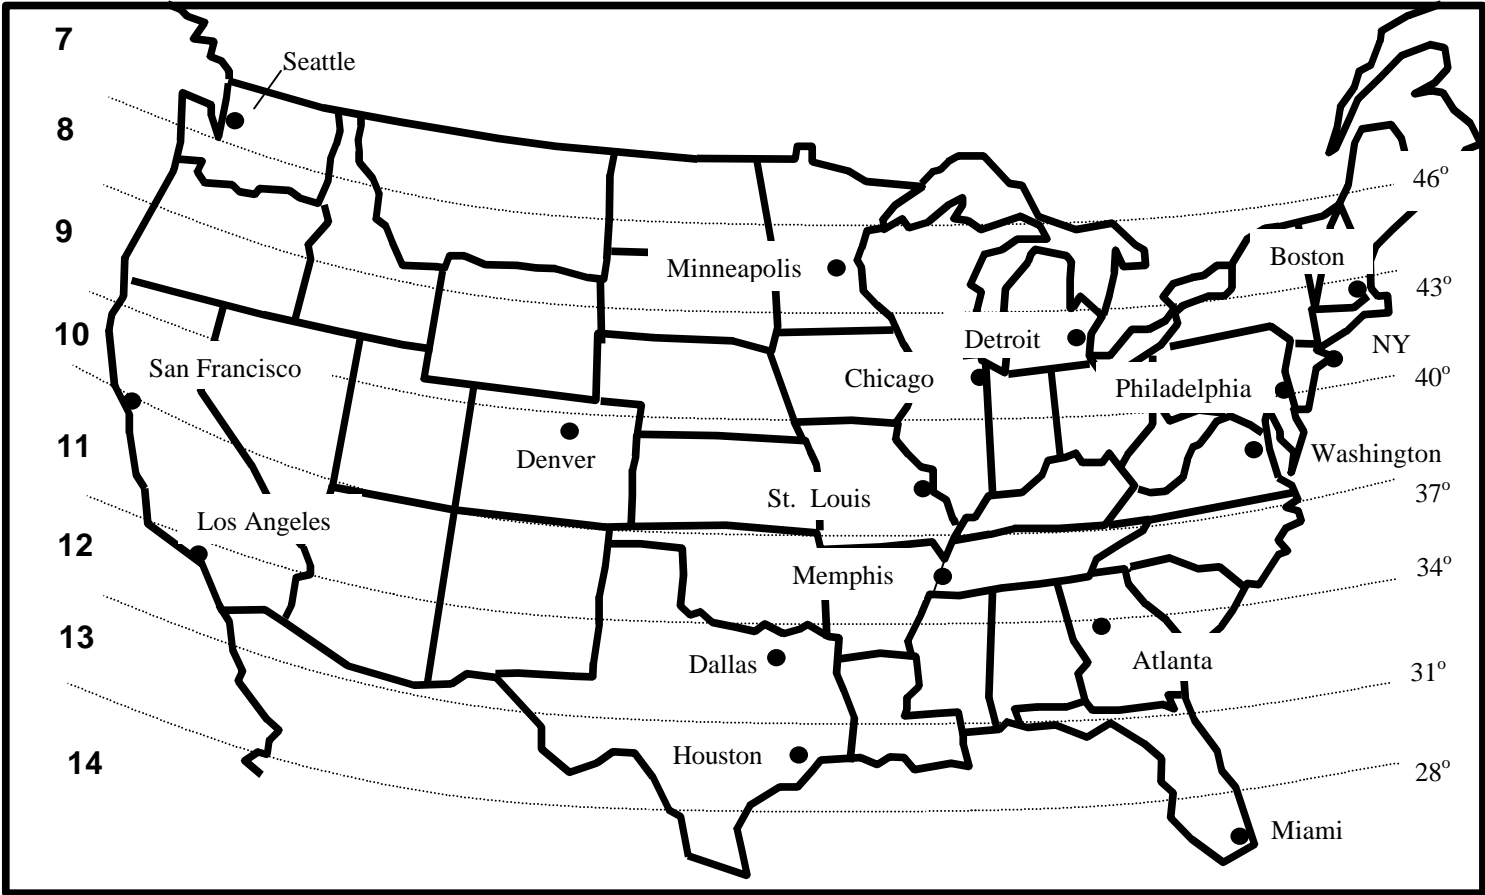 7
Seattle
8
46°
9
Boston
Minneapolis
43°
10
Detroit
NY
San Francisco
Chicago
40°
Philadelphia
11
Washington
Denver
37°
St. Louis
Los Angeles
12
34°
Memphis
13
Atlanta
Dallas
31°
Houston
14
28°
Miami